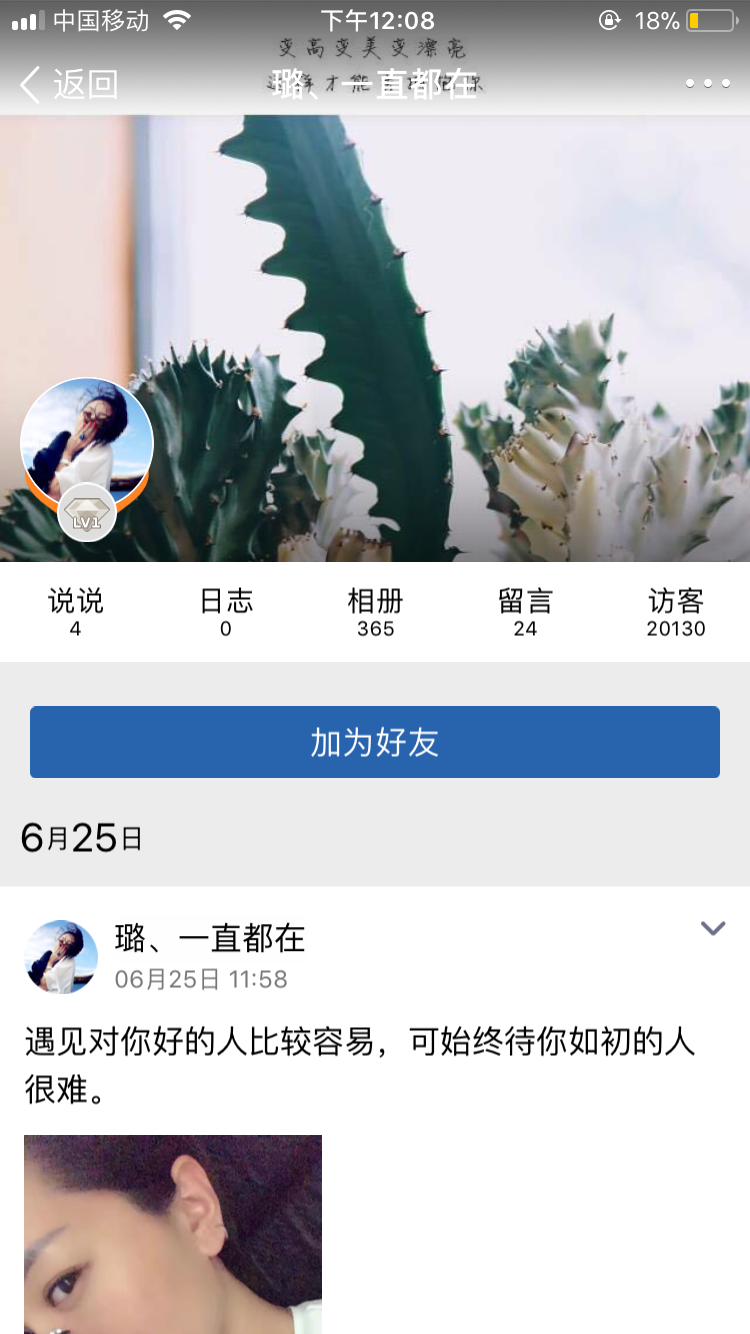 中国移动
下午12:08
18%
变高变美变漂亮
返回
璐、一直都在
LV1
说说
日志
相册
留言
访客
4
0
365
24
20130
加为好友
6月25日
璐、一直都在
06月25日 11:58
遇见对你好的人比较容易，可始终待你如初的人
很难。